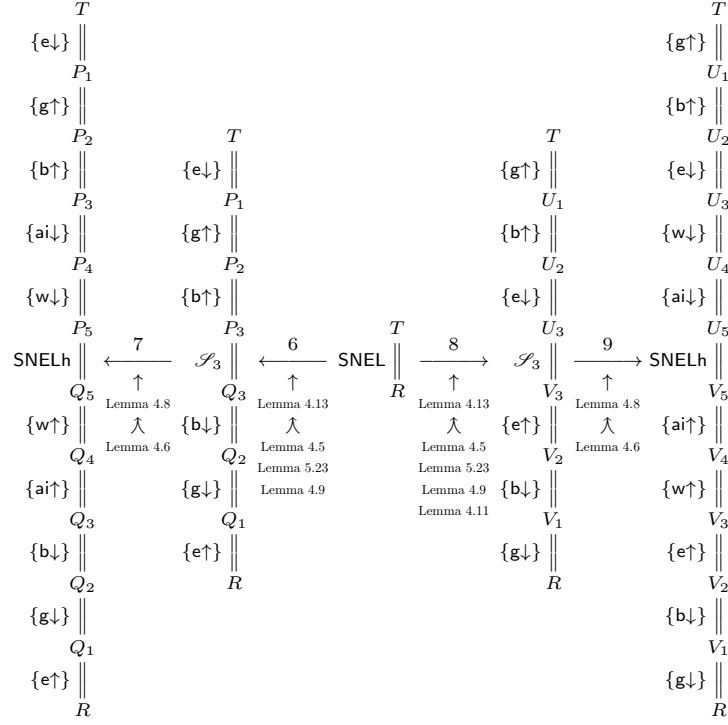 T T
{e↓} ‖ {g↑} ‖
P₁ U₁
{g↑} ‖ {b↑} ‖
P₂ T T U₂
{b↑} ‖ {e↓} ‖ {g↑} ‖ {e↓} ‖
P₃ P₁ U₁ U₃
{ai↓} ‖ {g↑} ‖ {b↑} ‖ {w↓} ‖
P₄ P₂ U₂ U₄
{w↓} ‖ {b↑} ‖ {e↓} ‖ {ai↓} ‖
P₅ P₃ T U₃ U₅
7 6 8 9
SNELh ‖ ← 𝒮₃ ‖ ← SNEL ‖ → 𝒮₃ ‖ → SNELh ‖
Q₅ Q₃ R V₃ V₅
↑ ↑ ↑ ↑
Lemma 4.8 Lemma 4.13 Lemma 4.13 Lemma 4.8
{w↑} ‖ {b↓} ‖ {e↑} ‖ {ai↑} ‖
Lemma 4.6 Lemma 4.5 Lemma 4.5 Lemma 4.6
Q₄ Q₂ V₂ V₄
Lemma 5.23 Lemma 5.23
{ai↑} ‖ {g↓} ‖ Lemma 4.9 Lemma 4.9 {b↓} ‖ {w↑} ‖
Lemma 4.11
Q₃ Q₁ V₁ V₃
{b↓} ‖ {e↑} ‖ {g↓} ‖ {e↑} ‖
Q₂ R R V₂
{g↓} ‖ {b↓} ‖
Q₁ V₁
{e↑} ‖ {g↓} ‖
R R